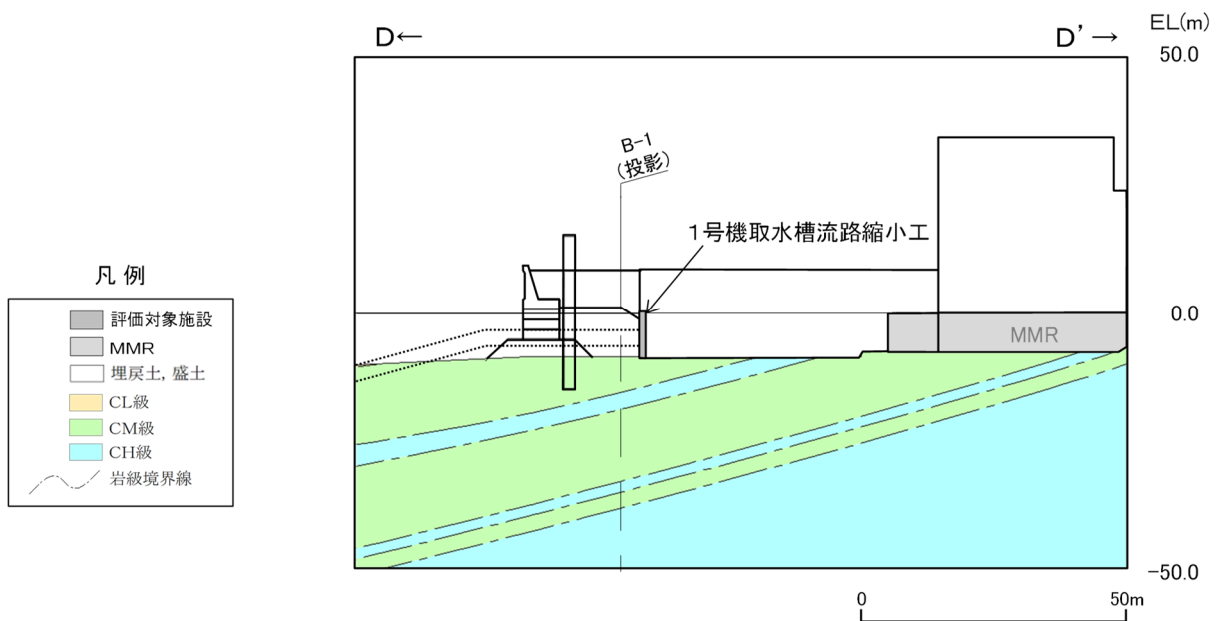 D← D’→ EL(m)
50.0
B-1
(投影)
1号機取水槽流路縮小工
凡 例
評価対象施設
MMR
埋戻土, 盛土
CL級
CM級
CH級
岩級境界線
0.0
MMR
-50.0
0 50m